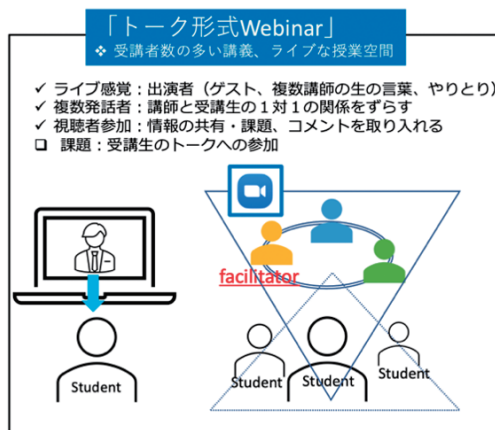 「トーク形式Webinar」
❖ 受講者数の多い講義、ライブな授業空間
✓ ライブ感覚：出演者（ゲスト、複数講師の生の言葉、やりとり）
✓ 複数発話者：講師と受講生の１対１の関係をずらす
✓ 視聴者参加：情報の共有・課題、コメントを取り入れる
□ 課題：受講生のトークへの参加
facilitator
Student
Student
Student
Student